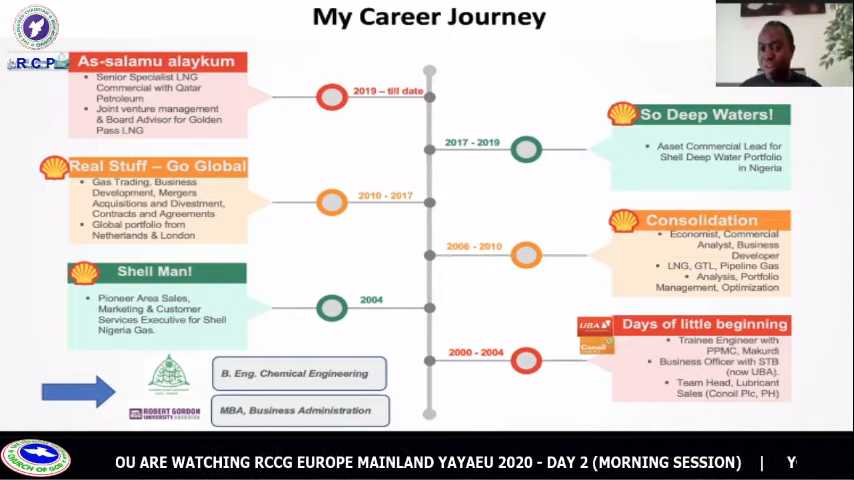 My Career Journey
RCP
As-salamu alaykum
Senior Specialist LNG
Commercial with Qatar
Petroleum
Joint venture management
& Board Advisor for Golden
Pass LNG
2019 – till date
So Deep Waters!
Asset Commercial Lead for
Shell Deep Water Portfolio
in Nigeria
2017 - 2019
Real Stuff – Go Global
Gas Trading, Business
Development, Mergers
Acquisitions and Divestment,
Contracts and Agreements
Global portfolio from
Netherlands & London
2010 - 2017
Consolidation
Economist, Commercial
Analyst, Business
Developer
LNG, GTL, Pipeline Gas
Analysis, Portfolio
Management, Optimization
2006 - 2010
Shell Man!
Pioneer Area Sales,
Marketing & Customer
Services Executive for Shell
Nigeria Gas.
2004
UBA
Conoil
Days of little beginning
Trainee Engineer with
PPMC, Makurdi
Business Officer with STB
(now UBA).
Team Head, Lubricant
Sales (Conoil Plc, PH)
2000 - 2004
B. Eng. Chemical Engineering
ROBERT GORDON
UNIVERSITY ABERDEEN
MBA, Business Administration
OU ARE WATCHING RCCG EUROPE MAINLAND YAYAEU 2020 - DAY 2 (MORNING SESSION) | Y